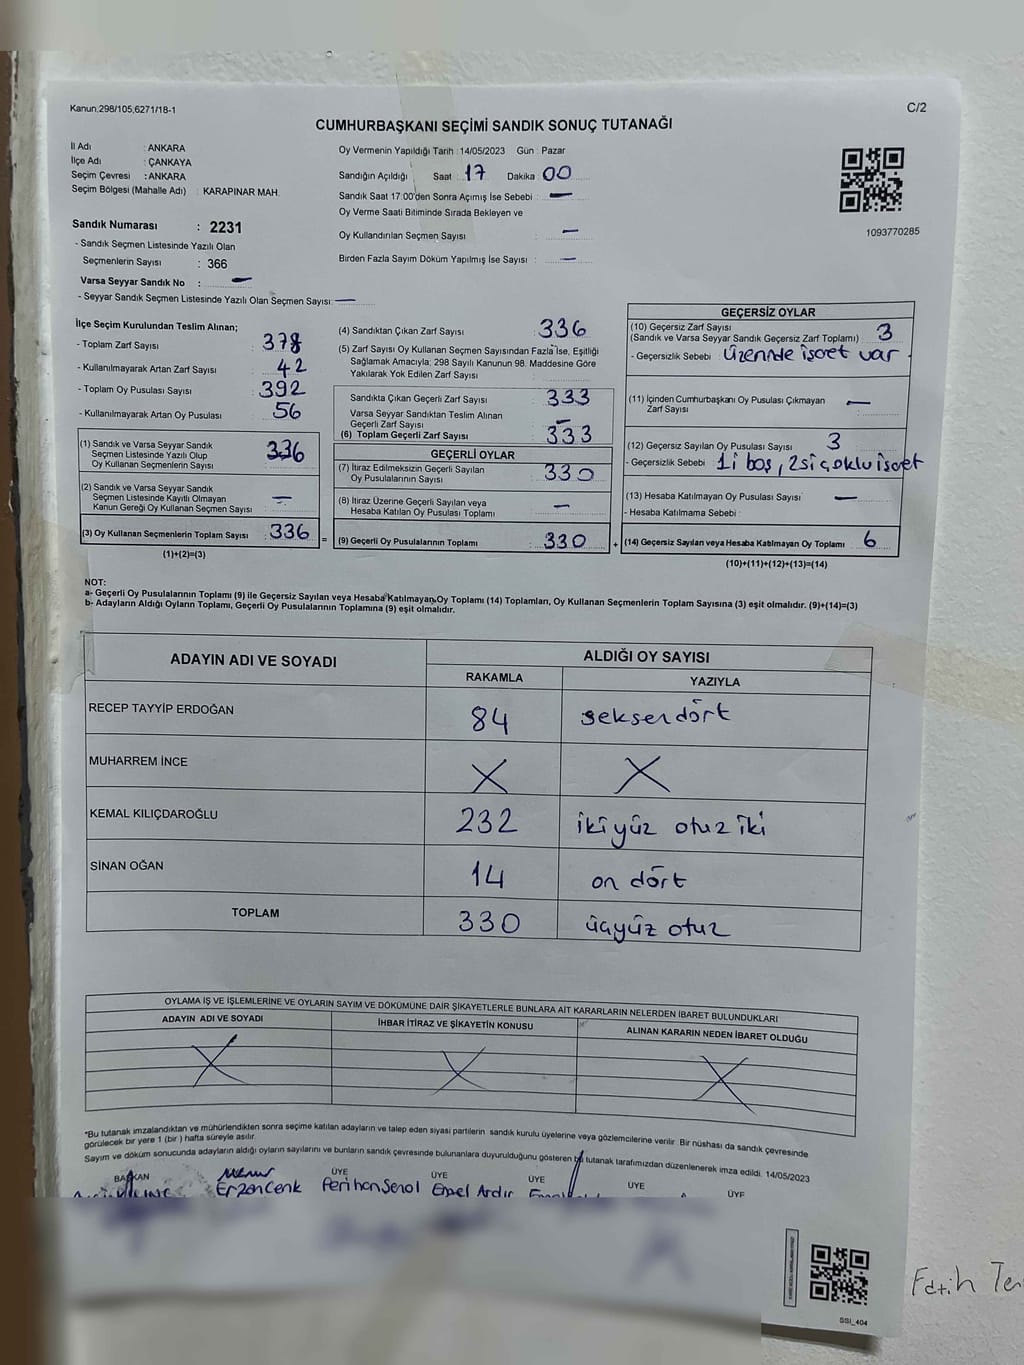 Kanun,298/105,6271/18-1
C/2
CUMHURBAŞKANI SEÇİMİ SANDIK SONUÇ TUTANAĞI
İl Adı : ANKARA
İlçe Adı : ÇANKAYA
Seçim Çevresi : ANKARA
Seçim Bölgesi (Mahalle Adı) : KARAPINAR MAH.
Oy Vermenin Yapıldığı Tarih : 14/05/2023 Gün : Pazar
Sandığın Açıldığı Saat : 17 Dakika : 00
Sandık Saat 17:00'den Sonra Açımış İse Sebebi : —
Oy Verme Saati Bitiminde Sırada Bekleyen ve
Oy Kullandırılan Seçmen Sayısı : —
Birden Fazla Sayım Döküm Yapılmış İse Sayısı : —
1093770285
Sandık Numarası : 2231
- Sandık Seçmen Listesinde Yazılı Olan
Seçmenlerin Sayısı : 366
Varsa Seyyar Sandık No : —
- Seyyar Sandık Seçmen Listesinde Yazılı Olan Seçmen Sayısı: —
İlçe Seçim Kurulundan Teslim Alınan;
- Toplam Zarf Sayısı : 378
- Kullanılmayarak Artan Zarf Sayısı : 42
- Toplam Oy Pusulası Sayısı : 392
- Kullanılmayarak Artan Oy Pusulası : 56
(1) Sandık ve Varsa Seyyar Sandık
Seçmen Listesinde Yazılı Olup
Oy Kullanan Seçmenlerin Sayısı 336
(2) Sandık ve Varsa Seyyar Sandık
Seçmen Listesinde Kayıtlı Olmayan
Kanun Gereği Oy Kullanan Seçmen Sayısı —
(3) Oy Kullanan Seçmenlerin Toplam Sayısı 336 =
(1)+(2)=(3)
(4) Sandıktan Çıkan Zarf Sayısı : 336
(5) Zarf Sayısı Oy Kullanan Seçmen Sayısından Fazla İse, Eşitliği
Sağlamak Amacıyla; 298 Sayılı Kanunun 98. Maddesine Göre
Yakılarak Yok Edilen Zarf Sayısı :
Sandıkta Çıkan Geçerli Zarf Sayısı : 333
Varsa Seyyar Sandıktan Teslim Alınan
Geçerli Zarf Sayısı : —
(6) Toplam Geçerli Zarf Sayısı : 333
GEÇERLİ OYLAR
(7) İtiraz Edilmeksizin Geçerli Sayılan
Oy Pusulasının Sayısı : 330
(8) İtiraz Üzerine Geçerli Sayılan veya
Hesaba Katılan Oy Pusulası Toplamı : —
(9) Geçerli Oy Pusulalarının Toplamı : 330 +
GEÇERSİZ OYLAR
(10) Geçersiz Zarf Sayısı
(Sandık ve Varsa Seyyar Sandık Geçersiz Zarf Toplamı) : 3
- Geçersizlik Sebebi : üzerinde işaret var
(11) İçinden Cumhurbaşkanı Oy Pusulası Çıkmayan
Zarf Sayısı : —
(12) Geçersiz Sayılan Oy Pusulası Sayısı : 3
- Geçersizlik Sebebi : 1i boş, 2si çoklu işaret
(13) Hesaba Katılmayan Oy Pusulası Sayısı : —
- Hesaba Katılmama Sebebi :
(14) Geçersiz Sayılan veya Hesaba Katılmayan Oy Toplamı : 6
(10)+(11)+(12)+(13)=(14)
NOT:
a- Geçerli Oy Pusulalarının Toplamı (9) ile Geçersiz Sayılan veya Hesaba Katılmayan Oy Toplamı (14) Toplamları, Oy Kullanan Seçmenlerin Toplam Sayısına (3) eşit olmalıdır. (9)+(14)=(3)
b- Adayların Aldığı Oyların Toplamı, Geçerli Oy Pusulalarının Toplamına (9) eşit olmalıdır.
ADAYIN ADI VE SOYADI ALDIĞI OY SAYISI
RAKAMLA YAZIYLA
RECEP TAYYİP ERDOĞAN 84 seksendört
MUHARREM İNCE X X
KEMAL KILIÇDAROĞLU 232 ikiyüz otuz iki
SİNAN OĞAN 14 on dört
TOPLAM 330 üçyüz otuz
OYLAMA İŞ VE İŞLEMLERİNE VE OYLARIN SAYIM VE DÖKÜMÜNE DAİR ŞİKAYETLERLE BUNLARA AİT KARARLARIN NELERDEN İBARET BULUNDUKLARI
ADAYIN ADI VE SOYADI İHBAR İTİRAZ VE ŞİKAYETİN KONUSU ALINAN KARARIN NEDEN İBARET OLDUĞU
X X X
*Bu tutanak imzalandıktan ve mühürlendikten sonra seçime katılan adayların ve talep eden siyasi partilerin sandık kurulu üyelerine veya gözlemcilerine verilir. Bir nüshası da sandık çevresinde
görülecek bir yere 1 (bir) hafta süreyle asılır.
Sayım ve döküm sonucunda adayların aldığı oyların sayılarını ve bunların sandık çevresinde bulunanlara duyurulduğunu gösteren bu tutanak tarafımızdan düzenlenerek imza edildi. 14/05/2023
BAŞKAN Memur ÜYE ÜYE ÜYE ÜYE ÜYE
Erzen Cenk Perihan Şenol Emel Ardır
Fatih
SSI_404